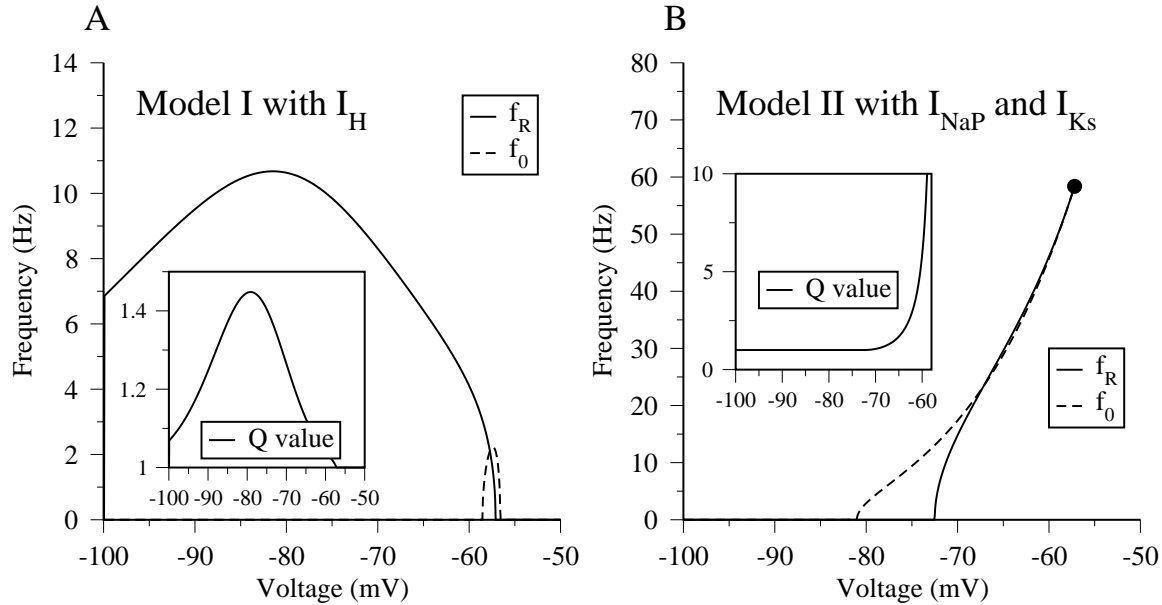 A
14
12
10
8
6
4
2
0
Frequency (Hz)
Model I with I_H
f_R
f_0
1.4
1.2
1
Q value
-100 -90 -80 -70 -60 -50
-100 -90 -80 -70 -60 -50
Voltage (mV)
B
80
70
60
50
40
30
20
10
0
Frequency (Hz)
Model II with I_NaP and I_Ks
10
5
0
Q value
-100 -90 -80 -70 -60
f_R
f_0
-100 -90 -80 -70 -60 -50
Voltage (mV)